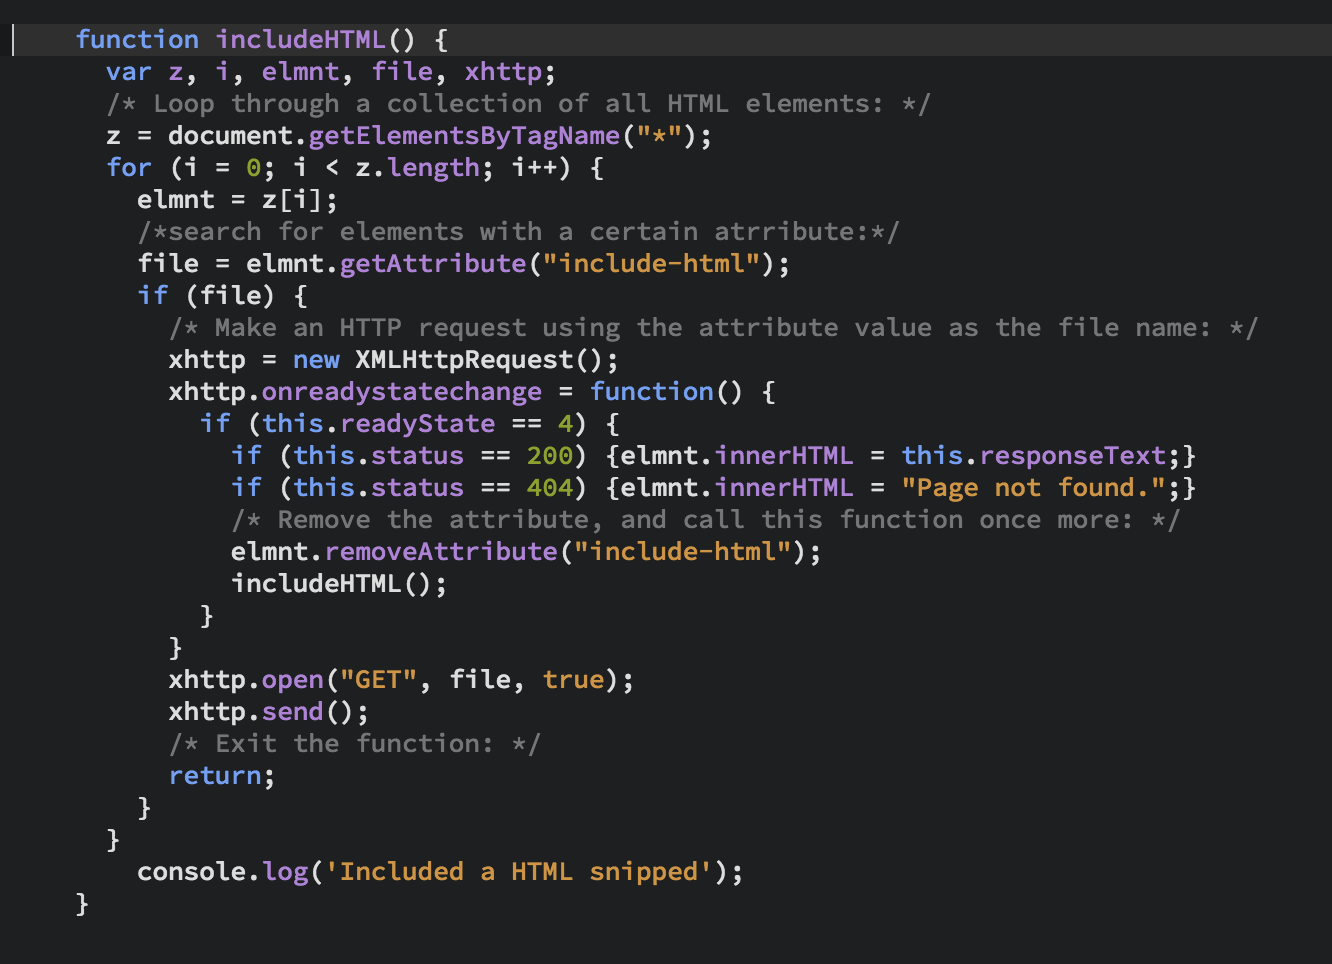 function includeHTML() {
var z, i, elmnt, file, xhttp;
/* Loop through a collection of all HTML elements: */
z = document.getElementsByTagName("*");
for (i = 0; i < z.length; i++) {
elmnt = z[i];
/*search for elements with a certain atrribute:*/
file = elmnt.getAttribute("include-html");
if (file) {
/* Make an HTTP request using the attribute value as the file name: */
xhttp = new XMLHttpRequest();
xhttp.onreadystatechange = function() {
if (this.readyState == 4) {
if (this.status == 200) {elmnt.innerHTML = this.responseText;}
if (this.status == 404) {elmnt.innerHTML = "Page not found.";}
/* Remove the attribute, and call this function once more: */
elmnt.removeAttribute("include-html");
includeHTML();
}
}
xhttp.open("GET", file, true);
xhttp.send();
/* Exit the function: */
return;
}
}
console.log('Included a HTML snipped');
}